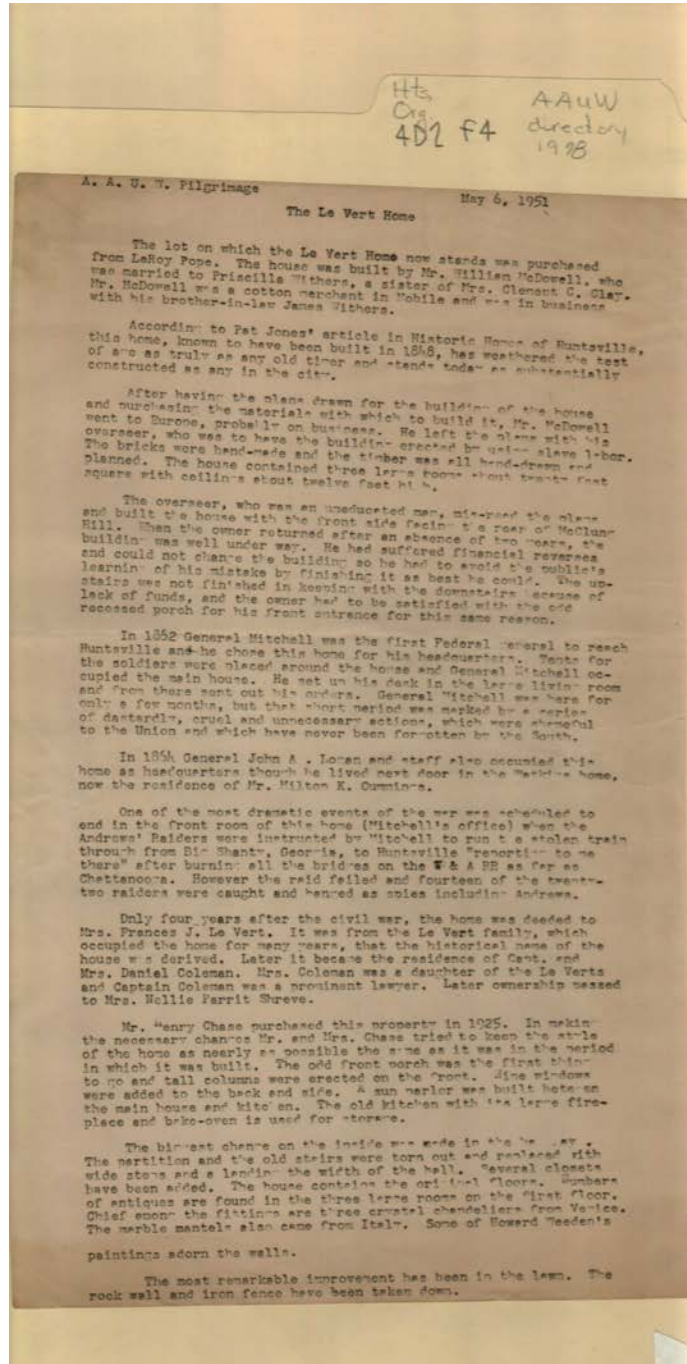 Hts,
Org.
4D2 F4
AAUW
directory
1998
A. A. U. W. Pilgrimage
May 6, 1951
The Le Vert Home
The lot on which the Le Vert Home now stands was purchased
from LeRoy Pope. The house was built by Mr. William McDowell, who
was married to Priscilla Withers, a sister of Mrs. Clement C. Clay.
Mr. McDowell was a cotton merchant in Mobile and was in business
with his brother-in-law James Withers.
According to Pat Jones' article in Historic Homes of Huntsville,
this home, known to have been built in 1848, has weathered the test
of age as truly as any old timer and stands today as substantially
constructed as any in the city.
After having the plans drawn for the building of the house
and purchasing the materials with which to build it, Mr. McDowell
went to Europe, probably on business. He left the plans with his
overseer, who was to have the building erected by using slave labor.
The bricks were hand-made and the timber was all hand-drawn and
planned. The house contained three large rooms about twenty feet
square with ceilings about twelve feet high.
The overseer, who was an uneducated man, mis-read the plans
and built the house with the front side facing the rear of McClung
Hill. When the owner returned after an absence of two years, the
building was well under way. He had suffered financial reverses
and could not change the building so he had to avoid the public's
learning of his mistake by finishing it as best he could. The up-
stairs was not finished in keeping with the downstairs because of
lack of funds, and the owner had to be satisfied with the odd
recessed porch for his front entrance for this same reason.
In 1862 General Mitchell was the first Federal general to reach
Huntsville and he chose this home for his headquarters. Tents for
the soldiers were placed around the house and General Mitchell oc-
cupied the main house. He set up his desk in the large living room
and from there sent out his orders. General Mitchell was here for
only a few months, but that short period was marked by a series
of dastardly, cruel and unnecessary actions, which were shameful
to the Union and which have never been forgotten by the South.
In 1864 General John A . Logan and staff also occupied this
home as headquarters though he lived next door in the Watkins home,
now the residence of Mr. Milton K. Cummings.
One of the most dramatic events of the war was scheduled to
end in the front room of this home (Mitchell's office) when the
Andrews' Raiders were instructed by Mitchell to run the stolen train
through from Big Shanty, Georgia, to Huntsville "reporting to me
there" after burning all the bridges on the W & A RR as far as
Chattanooga. However the raid failed and fourteen of the twenty-
two raiders were caught and hanged as spies including Andrews.
Only four years after the civil war, the home was deeded to
Mrs. Frances J. Le Vert. It was from the Le Vert family, which
occupied the home for many years, that the historical name of the
house was derived. Later it became the residence of Capt. and
Mrs. Daniel Coleman. Mrs. Coleman was a daughter of the Le Verts
and Captain Coleman was a prominent lawyer. Later ownership passed
to Mrs. Nellie Parrit Shreve.
Mr. Henry Chase purchased this property in 1925. In making
the necessary changes Mr. and Mrs. Chase tried to keep the style
of the home as nearly as possible the same as it was in the period
in which it was built. The odd front porch was the first thing
to go and tall columns were erected on the front. Nine windows
were added to the back and side. A sun parlor was built between
the main house and kitchen. The old kitchen with its large fire-
place and bake-oven is used for storage.
The biggest change on the inside was made in the
The partition and the old stairs were torn out and replaced with
wide steps and a landing the width of the hall. Several closets
have been added. The house contains the original floors. Numbers
of antiques are found in the three large rooms on the first floor.
Chief among the fittings are three crystal chandeliers from Venice.
The marble mantels also came from Italy. Some of Howard Weeden's
paintings adorn the walls.
The most remarkable improvement has been in the lawn. The
rock wall and iron fence have been taken down.